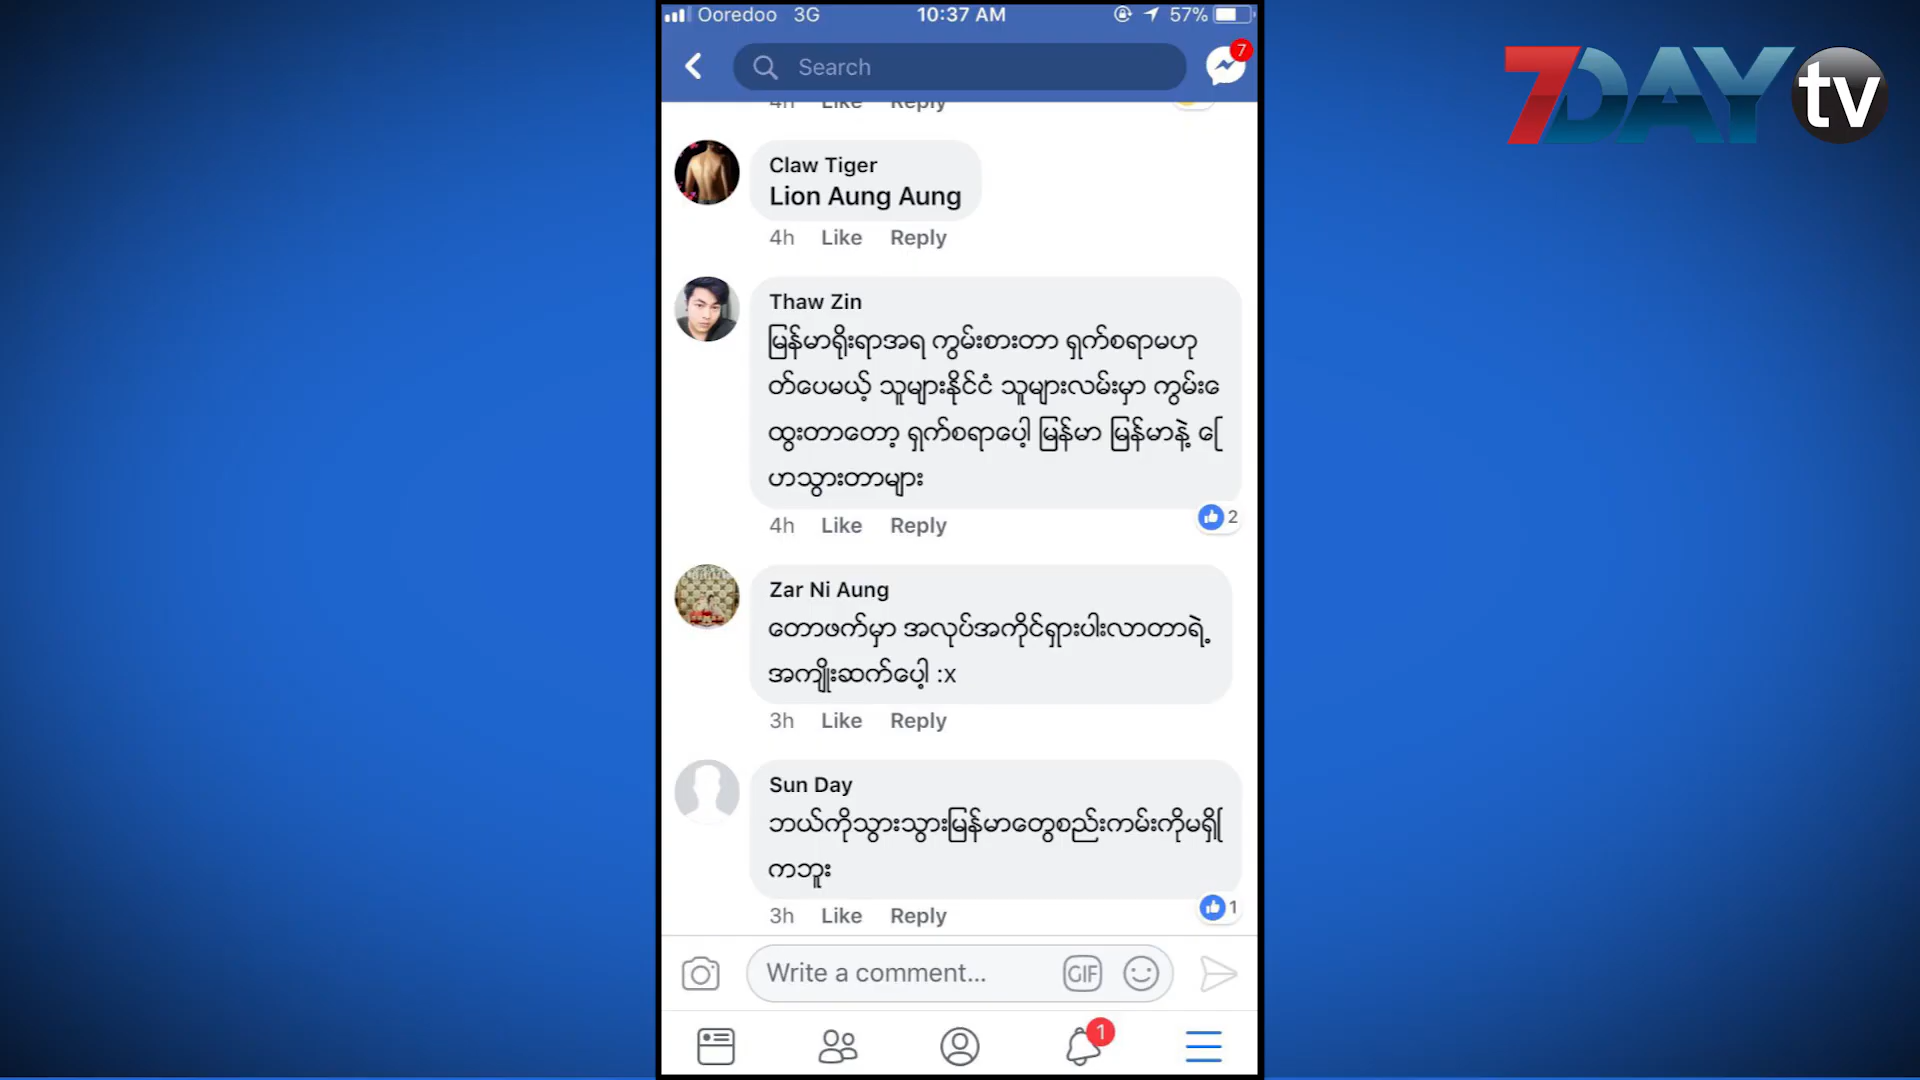 Ooredoo 3G 10:37 AM 57%
Search 7
7DAY tv
4h Like Reply
Claw Tiger
Lion Aung Aung
4h Like Reply
Thaw Zin
မြန်မာရိုးရာအရ ကွမ်းစားတာ ရှက်စရာမဟု
တ်ပေမယ့် သူများနိုင်ငံ သူများလမ်းမှာ ကွမ်းေ
ထွးတာတော့ ရှက်စရာပေါ့ မြန်မာ မြန်မာနဲ့ ြေ
ဟသွားတာများ
4h Like Reply 2
Zar Ni Aung
တောဖက်မှာ အလုပ်အကိုင်ရှားပါးလာတာရဲ့
အကျိုးဆက်ပေါ့ :x
3h Like Reply
Sun Day
ဘယ်ကိုသွားသွားမြန်မာတွေစည်းကမ်းကိုမရှိြ
ကဘူး
3h Like Reply 1
Write a comment... GIF
1